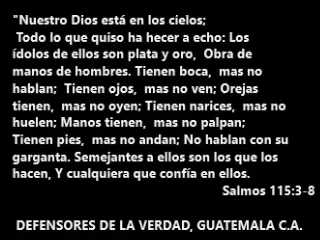 "Nuestro Dios está en los cielos;
Todo lo que quiso ha hecer a echo: Los
ídolos de ellos son plata y oro, Obra de
manos de hombres. Tienen boca, mas no
hablan; Tienen ojos, mas no ven; Orejas
tienen, mas no oyen; Tienen narices, mas no
huelen; Manos tienen, mas no palpan;
Tienen pies, mas no andan; No hablan con su
garganta. Semejantes a ellos son los que los
hacen, Y cualquiera que confía en ellos.
Salmos 115:3-8
DEFENSORES DE LA VERDAD, GUATEMALA C.A.